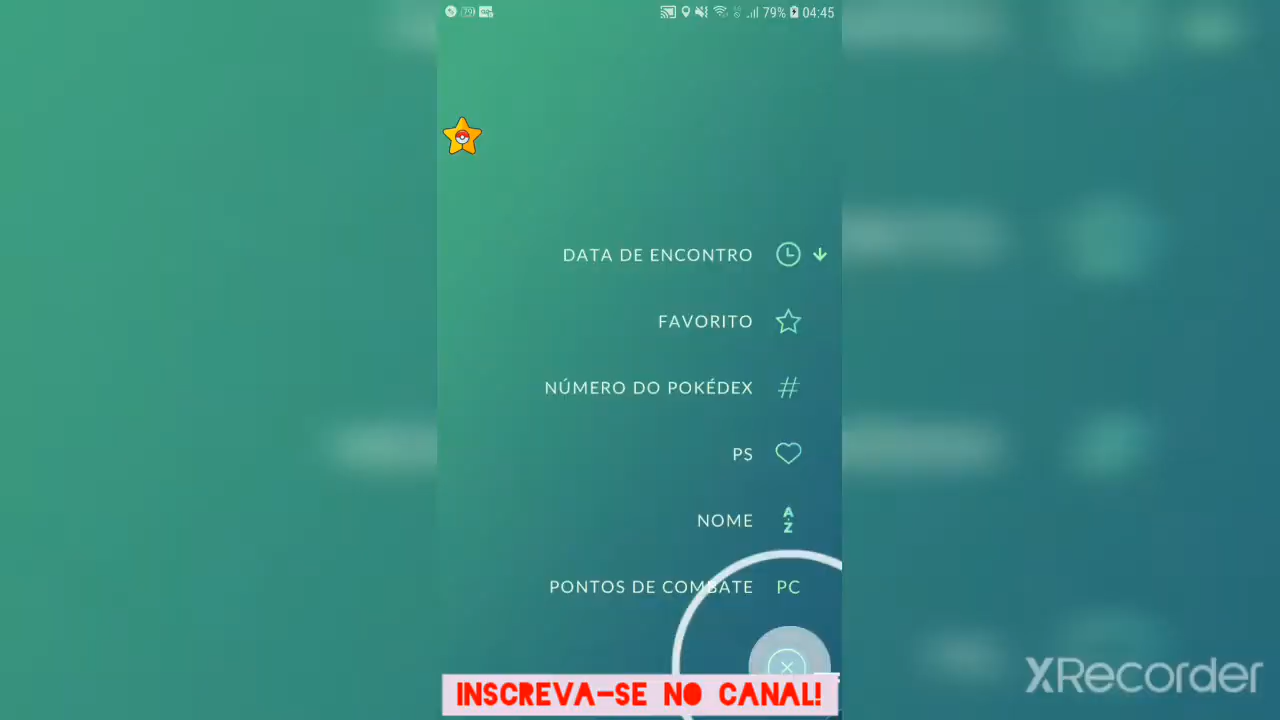 79% 04:45
DATA DE ENCONTRO
FAVORITO
NÚMERO DO POKÉDEX #
PS
NOME A-Z
PONTOS DE COMBATE PC
INSCREVA-SE NO CANAL!
XRecorder